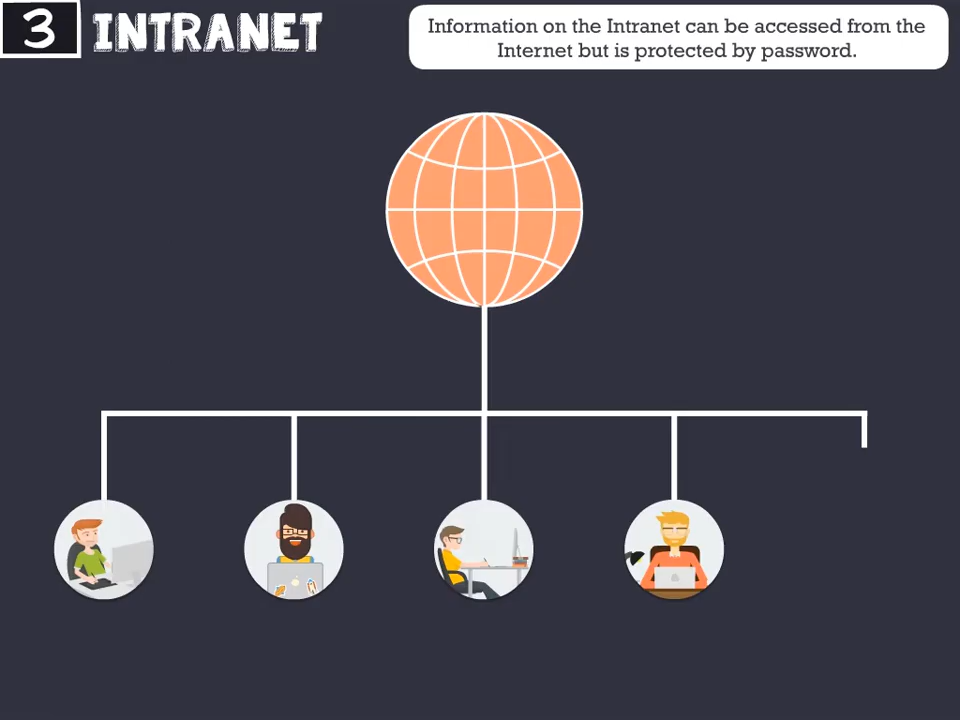 3 INTRANET
Information on the Intranet can be accessed from the
Internet but is protected by password.